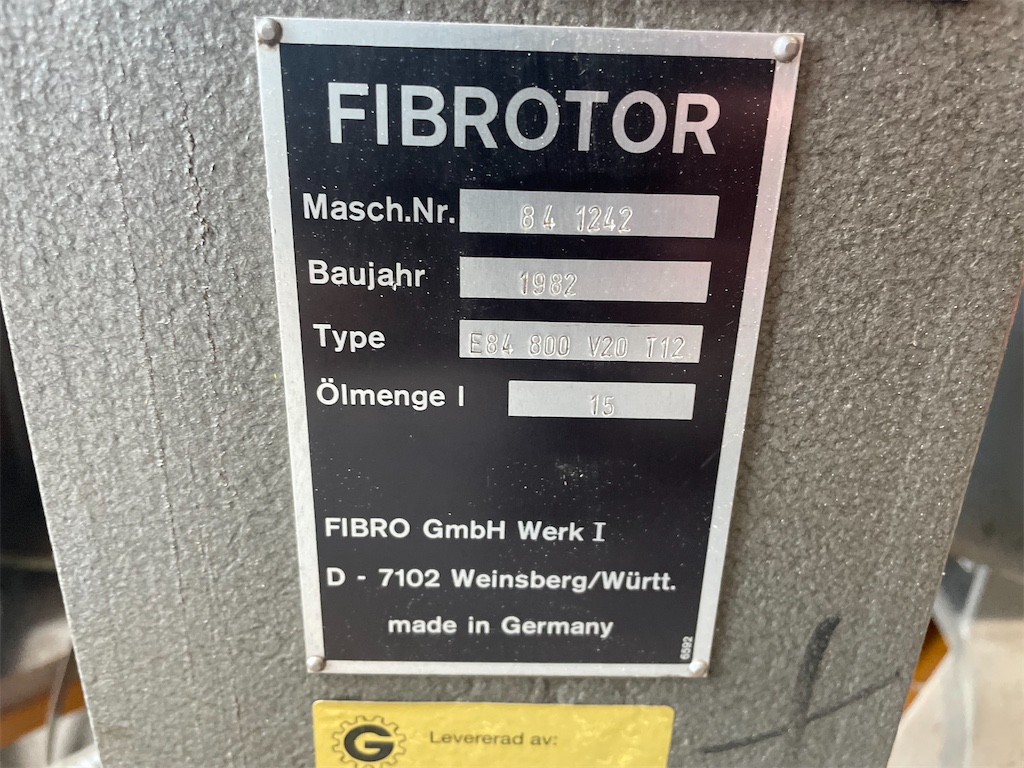 FIBROTOR
Masch.Nr. 84 1242
Baujahr 1982
Type E84 800 V20 T12
Ölmenge l 15
FIBRO GmbH Werk I
D - 7102 Weinsberg/Württ.
made in Germany
6592
G Levererad av: